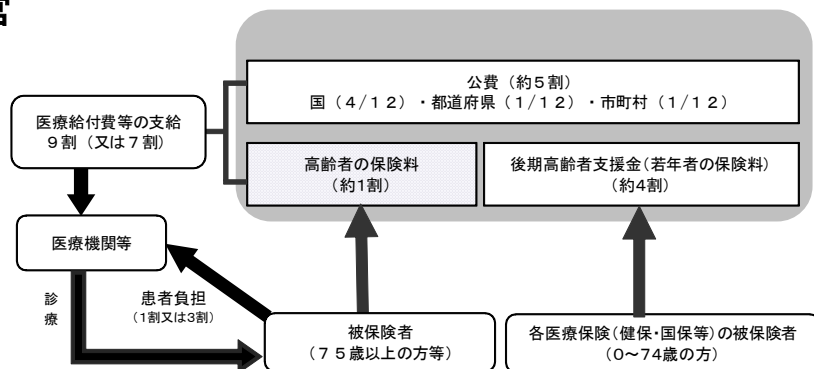 営
公費（約５割）
国（４/１２）・都道府県（１/１２）・市町村（１/１２）
医療給付費等の支給
９割（又は７割）
高齢者の保険料
（約1割）
後期高齢者支援金（若年者の保険料）
（約4割）
医療機関等
診療
患者負担
（1割又は3割）
被保険者
（７５歳以上の方等）
各医療保険（健保・国保等）の被保険者
（０～74歳の方）